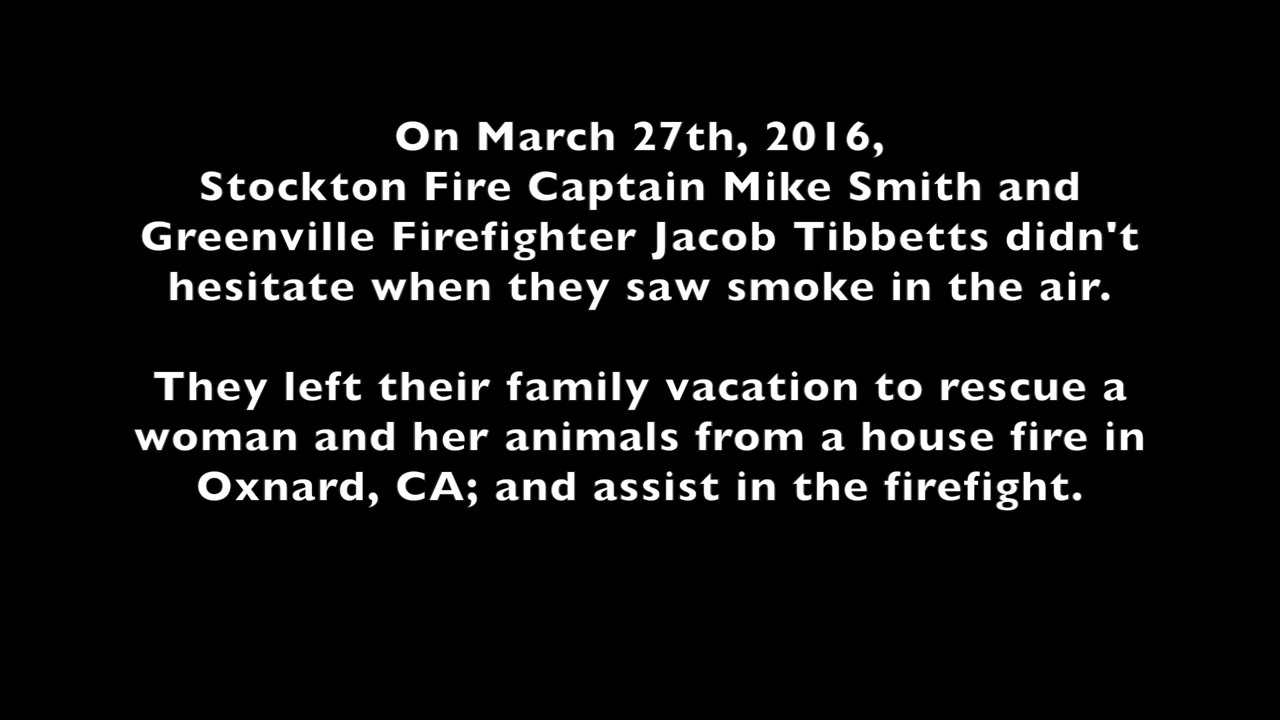 On March 27th, 2016,
Stockton Fire Captain Mike Smith and
Greenville Firefighter Jacob Tibbetts didn't
hesitate when they saw smoke in the air.
They left their family vacation to rescue a
woman and her animals from a house fire in
Oxnard, CA; and assist in the firefight.